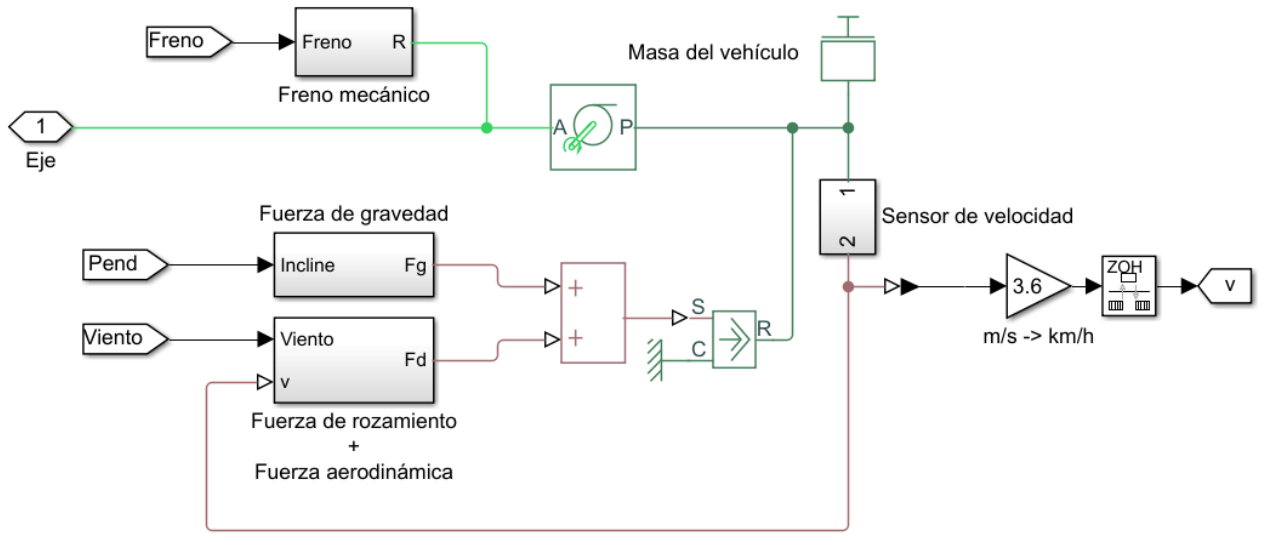 Freno
Freno
R
Freno mecánico
Masa del vehículo
1
Eje
A
P
Fuerza de gravedad
Pend
Incline
Fg
1
2
Sensor de velocidad
Viento
Viento
Fd
v
+
+
S
C
R
3.6
m/s -> km/h
ZOH
v
Fuerza de rozamiento
+
Fuerza aerodinámica